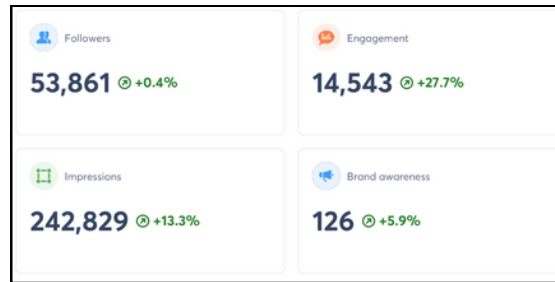 Followers
53,861 +0.4%
Engagement
14,543 +27.7%
Impressions
242,829 +13.3%
Brand awareness
126 +5.9%